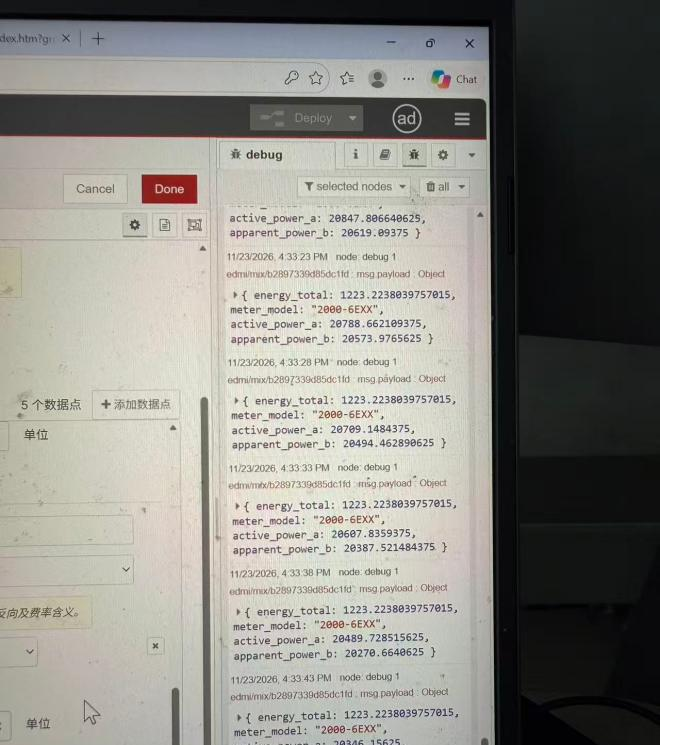 dex.htm?gr
Chat
Deploy
ad
debug
i
Cancel
Done
selected nodes
all
active_power_a: 20847.806640625,
apparent_power_b: 20619.09375 }
11/23/2026, 4:33:23 PM node: debug 1
edmi/mix/b2897339d85dc1fd : msg.payload : Object
{ energy_total: 1223.2238039757015,
meter_model: "2000-6EXX",
active_power_a: 20788.662109375,
apparent_power_b: 20573.9765625 }
11/23/2026, 4:33:28 PM node: debug 1
edmi/mix/b2897339d85dc1fd : msg.payload : Object
{ energy_total: 1223.2238039757015,
meter_model: "2000-6EXX",
active_power_a: 20709.1484375,
apparent_power_b: 20494.462890625 }
11/23/2026, 4:33:33 PM node: debug 1
edmi/mix/b2897339d85dc1fd : msg.payload : Object
{ energy_total: 1223.2238039757015,
meter_model: "2000-6EXX",
active_power_a: 20607.8359375,
apparent_power_b: 20387.521484375 }
11/23/2026, 4:33:38 PM node: debug 1
edmi/mix/b2897339d85dc1fd : msg.payload : Object
{ energy_total: 1223.2238039757015,
meter_model: "2000-6EXX",
active_power_a: 20489.728515625,
apparent_power_b: 20270.6640625 }
11/23/2026, 4:33:43 PM node: debug 1
edmi/mix/b2897339d85dc1fd : msg.payload : Object
{ energy_total: 1223.2238039757015,
meter_model: "2000-6EXX",
active_power_a: 20346.15625,
5 个数据点
添加数据点
单位
反向及费率含义。
单位